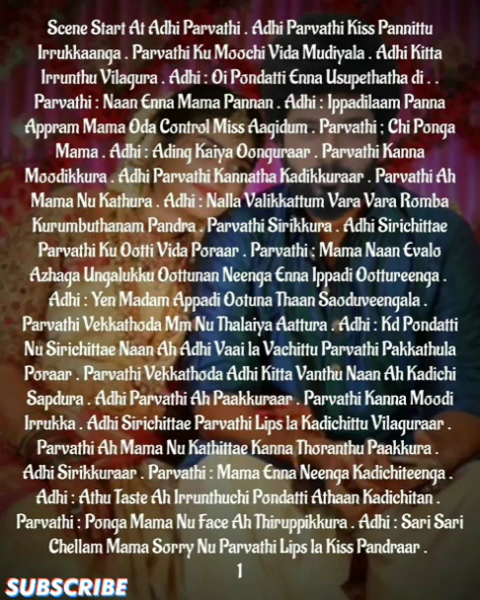 Scene Start At Adhi Parvathi . Adhi Parvathi Kiss Pannittu
Irrukkaanga . Parvathi Ku Moochi Vida Mudiyala . Adhi Kitta
Irrunthu Vilagura . Adhi : Oi Pondatti Enna Usupethatha di . .
Parvathi : Naan Enna Mama Pannan . Adhi : Ippadilaam Panna
Appram Mama Oda Control Miss Aagidum . Parvathi ; Chi Ponga
Mama . Adhi : Ading Kaiya Oonguraar . Parvathi Kanna
Moodikkura . Adhi Parvathi Kannatha Kadikkuraar . Parvathi Ah
Mama Nu Kathura . Adhi : Nalla Valikkattum Vara Vara Romba
Kurumbuthanam Pandra . Parvathi Sirikkura . Adhi Sirichittae
Parvathi Ku Ootti Vida Poraar . Parvathi : Mama Naan Evalo
Azhaga Ungalukku Oottunan Neenga Enna Ippadi Oottureenga .
Adhi : Yen Madam Appadi Ootuna Thaan Saoduveengala .
Parvathi Vekkathoda Mm Nu Thalaiya Aattura . Adhi : Kd Pondatti
Nu Sirichittae Naan Ah Adhi Vaai la Vachittu Parvathi Pakkathula
Poraar . Parvathi Vekkathoda Adhi Kitta Vanthu Naan Ah Kadichi
Sapdura . Adhi Parvathi Ah Paakkuraar . Parvathi Kanna Moodi
Irrukka . Adhi Sirichittae Parvathi Lips la Kadichittu Vilaguraar .
Parvathi Ah Mama Nu Kathittae Kanna Thoranthu Paakkura .
Adhi Sirikkuraar . Parvathi : Mama Enna Neenga Kadichiteenga .
Adhi : Athu Taste Ah Irrunthuchi Pondatti Athaan Kadichitan .
Parvathi : Ponga Mama Nu Face Ah Thiruppikkura . Adhi : Sari Sari
Chellam Mama Sorry Nu Parvathi Lips la Kiss Pandraar .
1
SUBSCRIBE